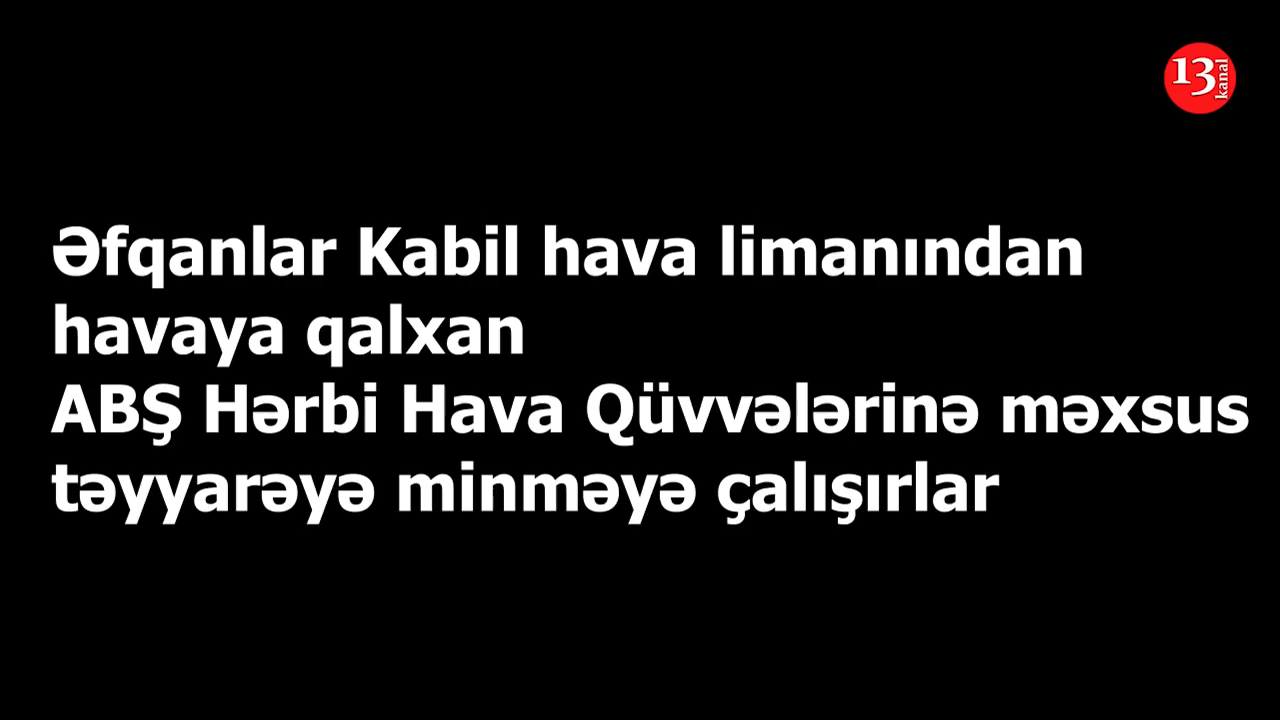 13 kanal
Əfqanlar Kabil hava limanından
havaya qalxan
ABŞ Hərbi Hava Qüvvələrinə məxsus
təyyarəyə minməyə çalışırlar